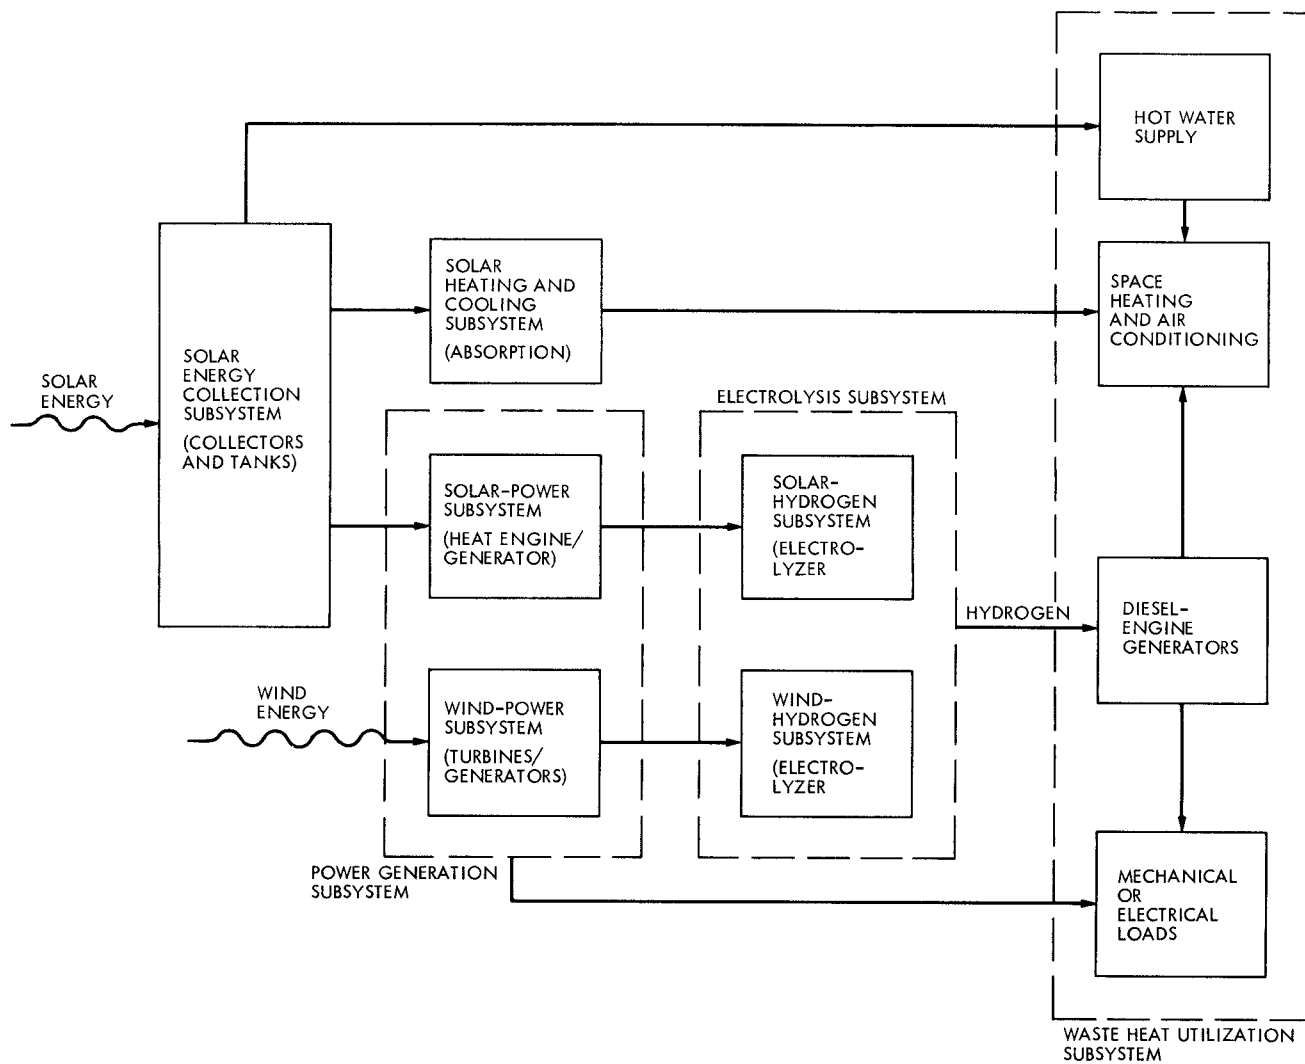 HOT WATER
SUPPLY
SOLAR
HEATING AND
COOLING
SUBSYSTEM
(ABSORPTION)
SPACE
HEATING
AND AIR
CONDITIONING
SOLAR
ENERGY
SOLAR
ENERGY
COLLECTION
SUBSYSTEM
(COLLECTORS
AND TANKS)
ELECTROLYSIS SUBSYSTEM
SOLAR-POWER
SUBSYSTEM
(HEAT ENGINE/
GENERATOR)
SOLAR-
HYDROGEN
SUBSYSTEM
(ELECTRO-
LYZER
HYDROGEN
DIESEL-
ENGINE
GENERATORS
WIND
ENERGY
WIND-POWER
SUBSYSTEM
(TURBINES/
GENERATORS)
WIND-
HYDROGEN
SUBSYSTEM
(ELECTRO-
LYZER
POWER GENERATION
SUBSYSTEM
MECHANICAL
OR
ELECTRICAL
LOADS
WASTE HEAT UTILIZATION
SUBSYSTEM